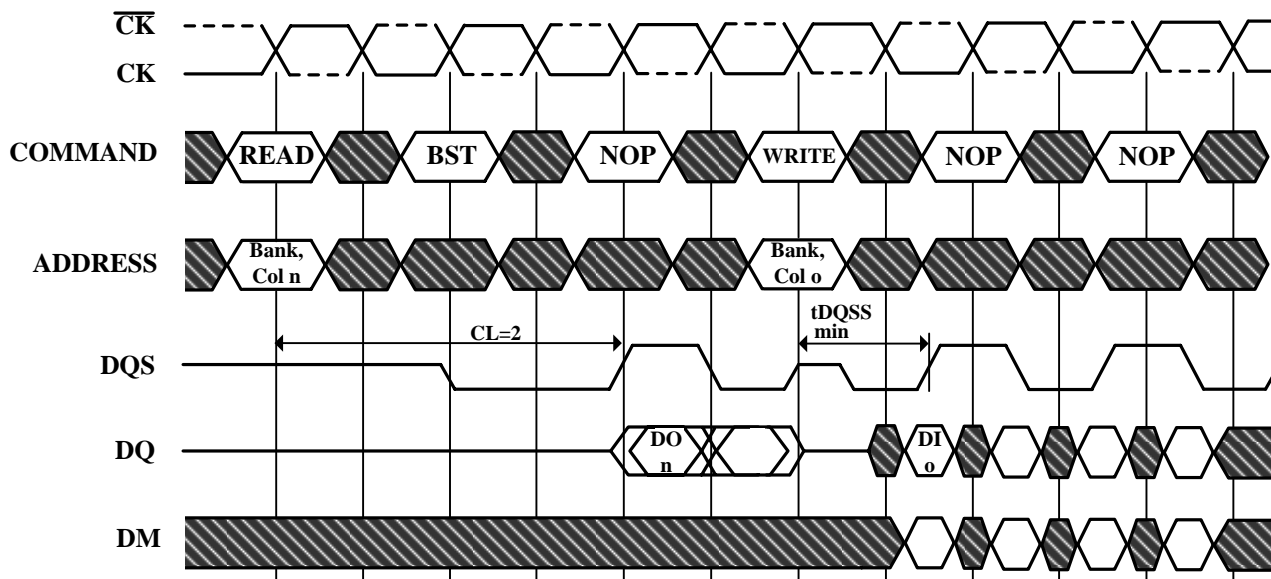 CK
CK
COMMAND READ BST NOP WRITE NOP NOP
ADDRESS Bank, Col n Bank, Col o
CL=2
tDQSS
min
DQS
DQ DO n DI o
DM